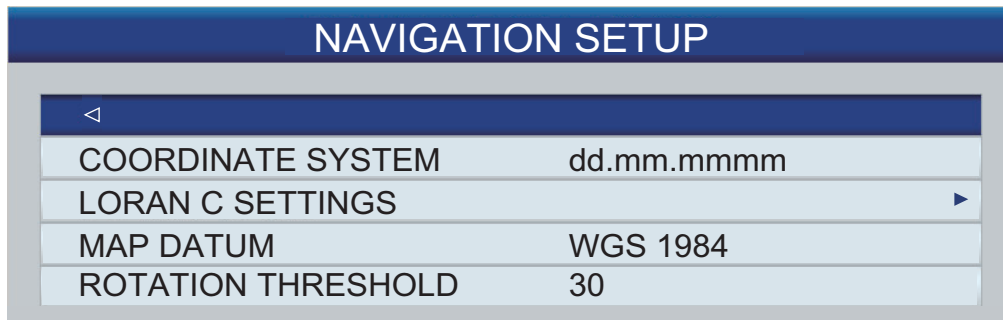 NAVIGATION SETUP
COORDINATE SYSTEM dd.mm.mmmm
LORAN C SETTINGS
MAP DATUM WGS 1984
ROTATION THRESHOLD 30